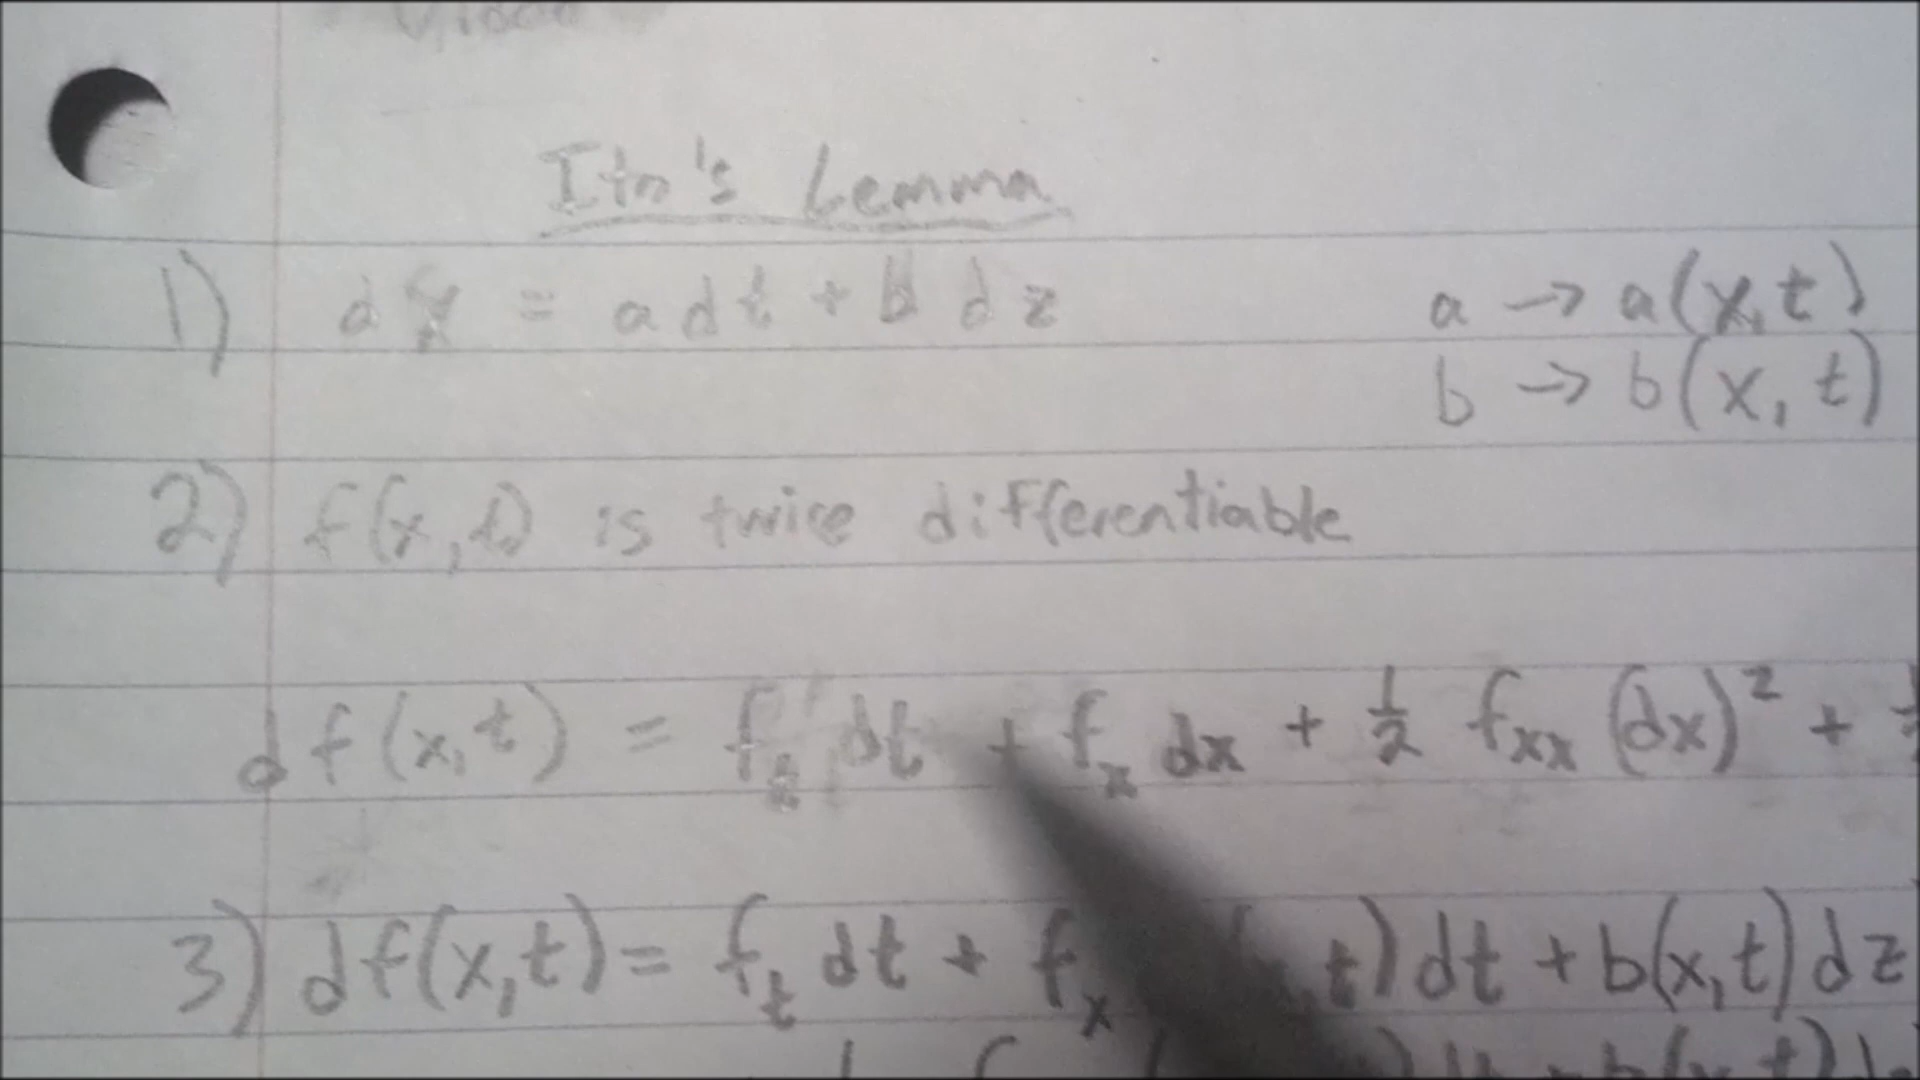 Ito's Lemma
1) dx = a dt + b dz
a → a(x,t)
b → b(x, t)
2) f(x,t) is twice differentiable
df(x,t) = f_t dt + f_x dx + 1/2 f_xx (dx)² +
3) df(x,t) = f_t dt + f_x t) dt + b(x,t) dz